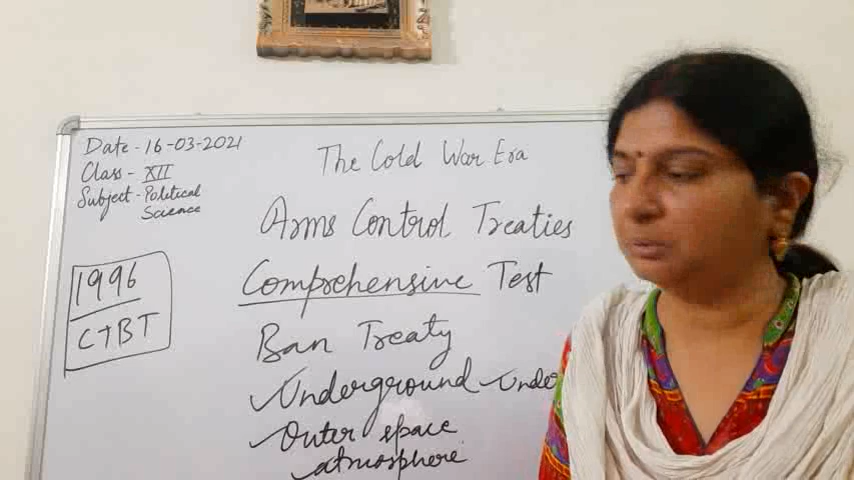 Date - 16-03-2021
Class - XII
Subject - Political
Science
The Cold War Era
Arms Control Treaties
Comprehensive Test
Ban Treaty
Underground - Under
Outer space
atmosphere
1996
CTBT